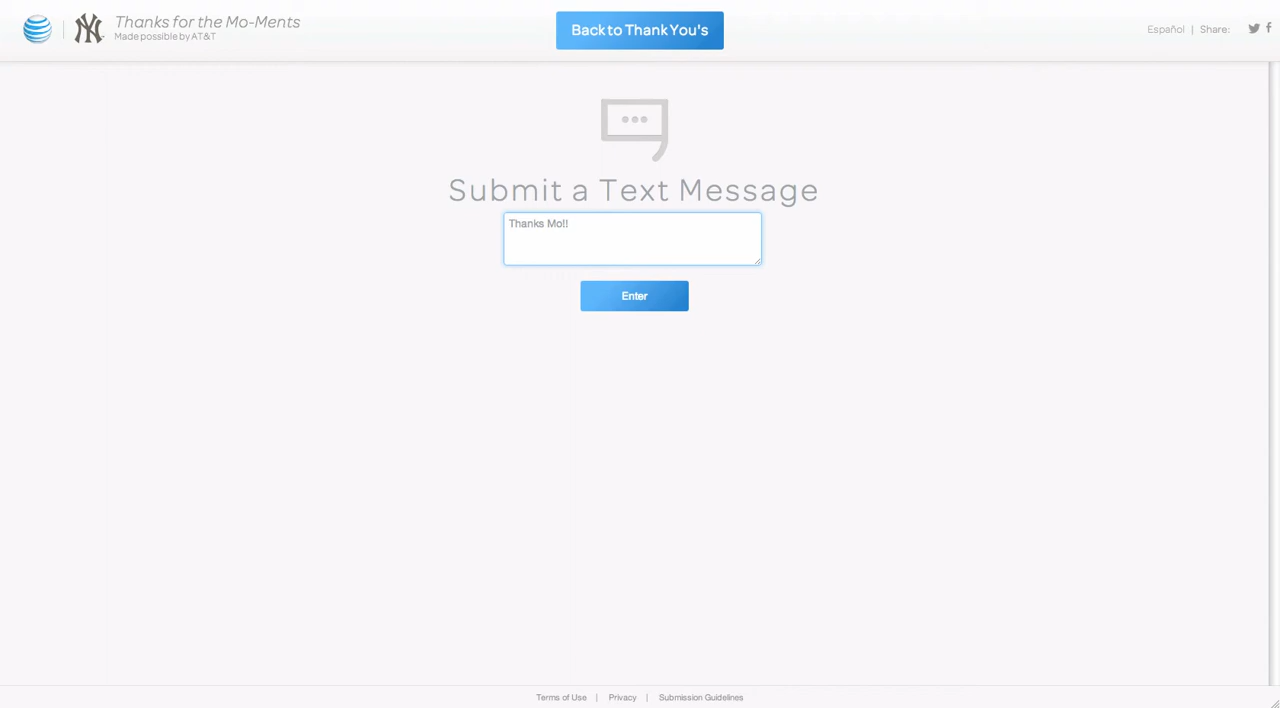 Thanks for the Mo-Ments
Made possible by AT&T
Back to Thank You's
Español | Share:
Submit a Text Message
Thanks Mo!!
Enter
Terms of Use | Privacy | Submission Guidelines